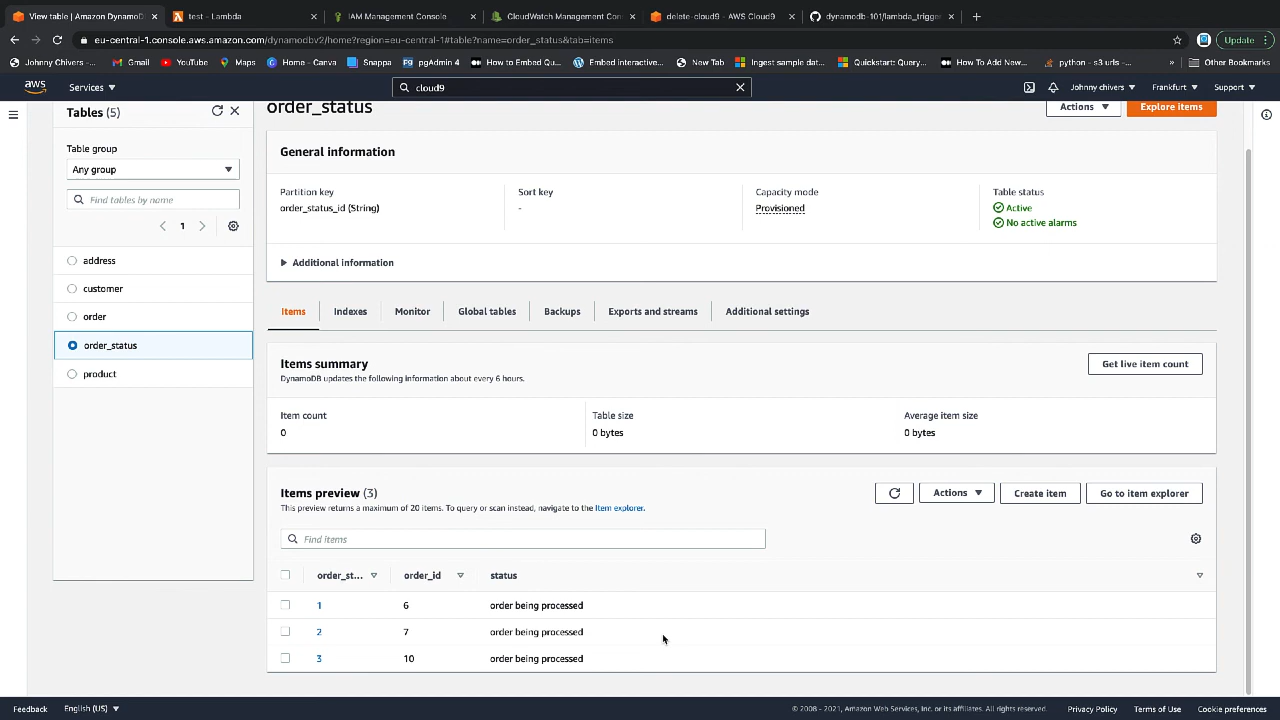 View table | Amazon DynamoD
test - Lambda
IAM Management Console
CloudWatch Management Con
delete-cloud9 - AWS Cloud9
dynamodb-101/lambda_trigge
eu-central-1.console.aws.amazon.com/dynamodbv2/home?region=eu-central-1#table?name=order_status&tab=items
Update
Johnny Chivers -...
Gmail
YouTube
Maps
Home - Canva
Snappa
pgAdmin 4
How to Embed Qu...
Embed interactive...
New Tab
Ingest sample dat...
Quickstart: Query...
How To Add New...
python - s3 urls -...
Other Bookmarks
aws
Services
cloud9
Johnny chivers
Frankfurt
Support
Tables (5)
Table group
Any group
Find tables by name
1
address
customer
order
order_status
product
order_status
Actions
Explore items
General information
Partition key
Sort key
Capacity mode
Table status
order_status_id (String)
-
Provisioned
Active
No active alarms
Additional information
Items
Indexes
Monitor
Global tables
Backups
Exports and streams
Additional settings
Items summary
Get live item count
DynamoDB updates the following information about every 6 hours.
Item count
Table size
Average item size
0
0 bytes
0 bytes
Items preview (3)
Actions
Create item
Go to item explorer
This preview returns a maximum of 20 items. To query or scan instead, navigate to the Item explorer.
Find items
order_st...
order_id
status
1 6 order being processed
2 7 order being processed
3 10 order being processed
Feedback
English (US)
© 2008 - 2021, Amazon Web Services, Inc. or its affiliates. All rights reserved.
Privacy Policy
Terms of Use
Cookie preferences